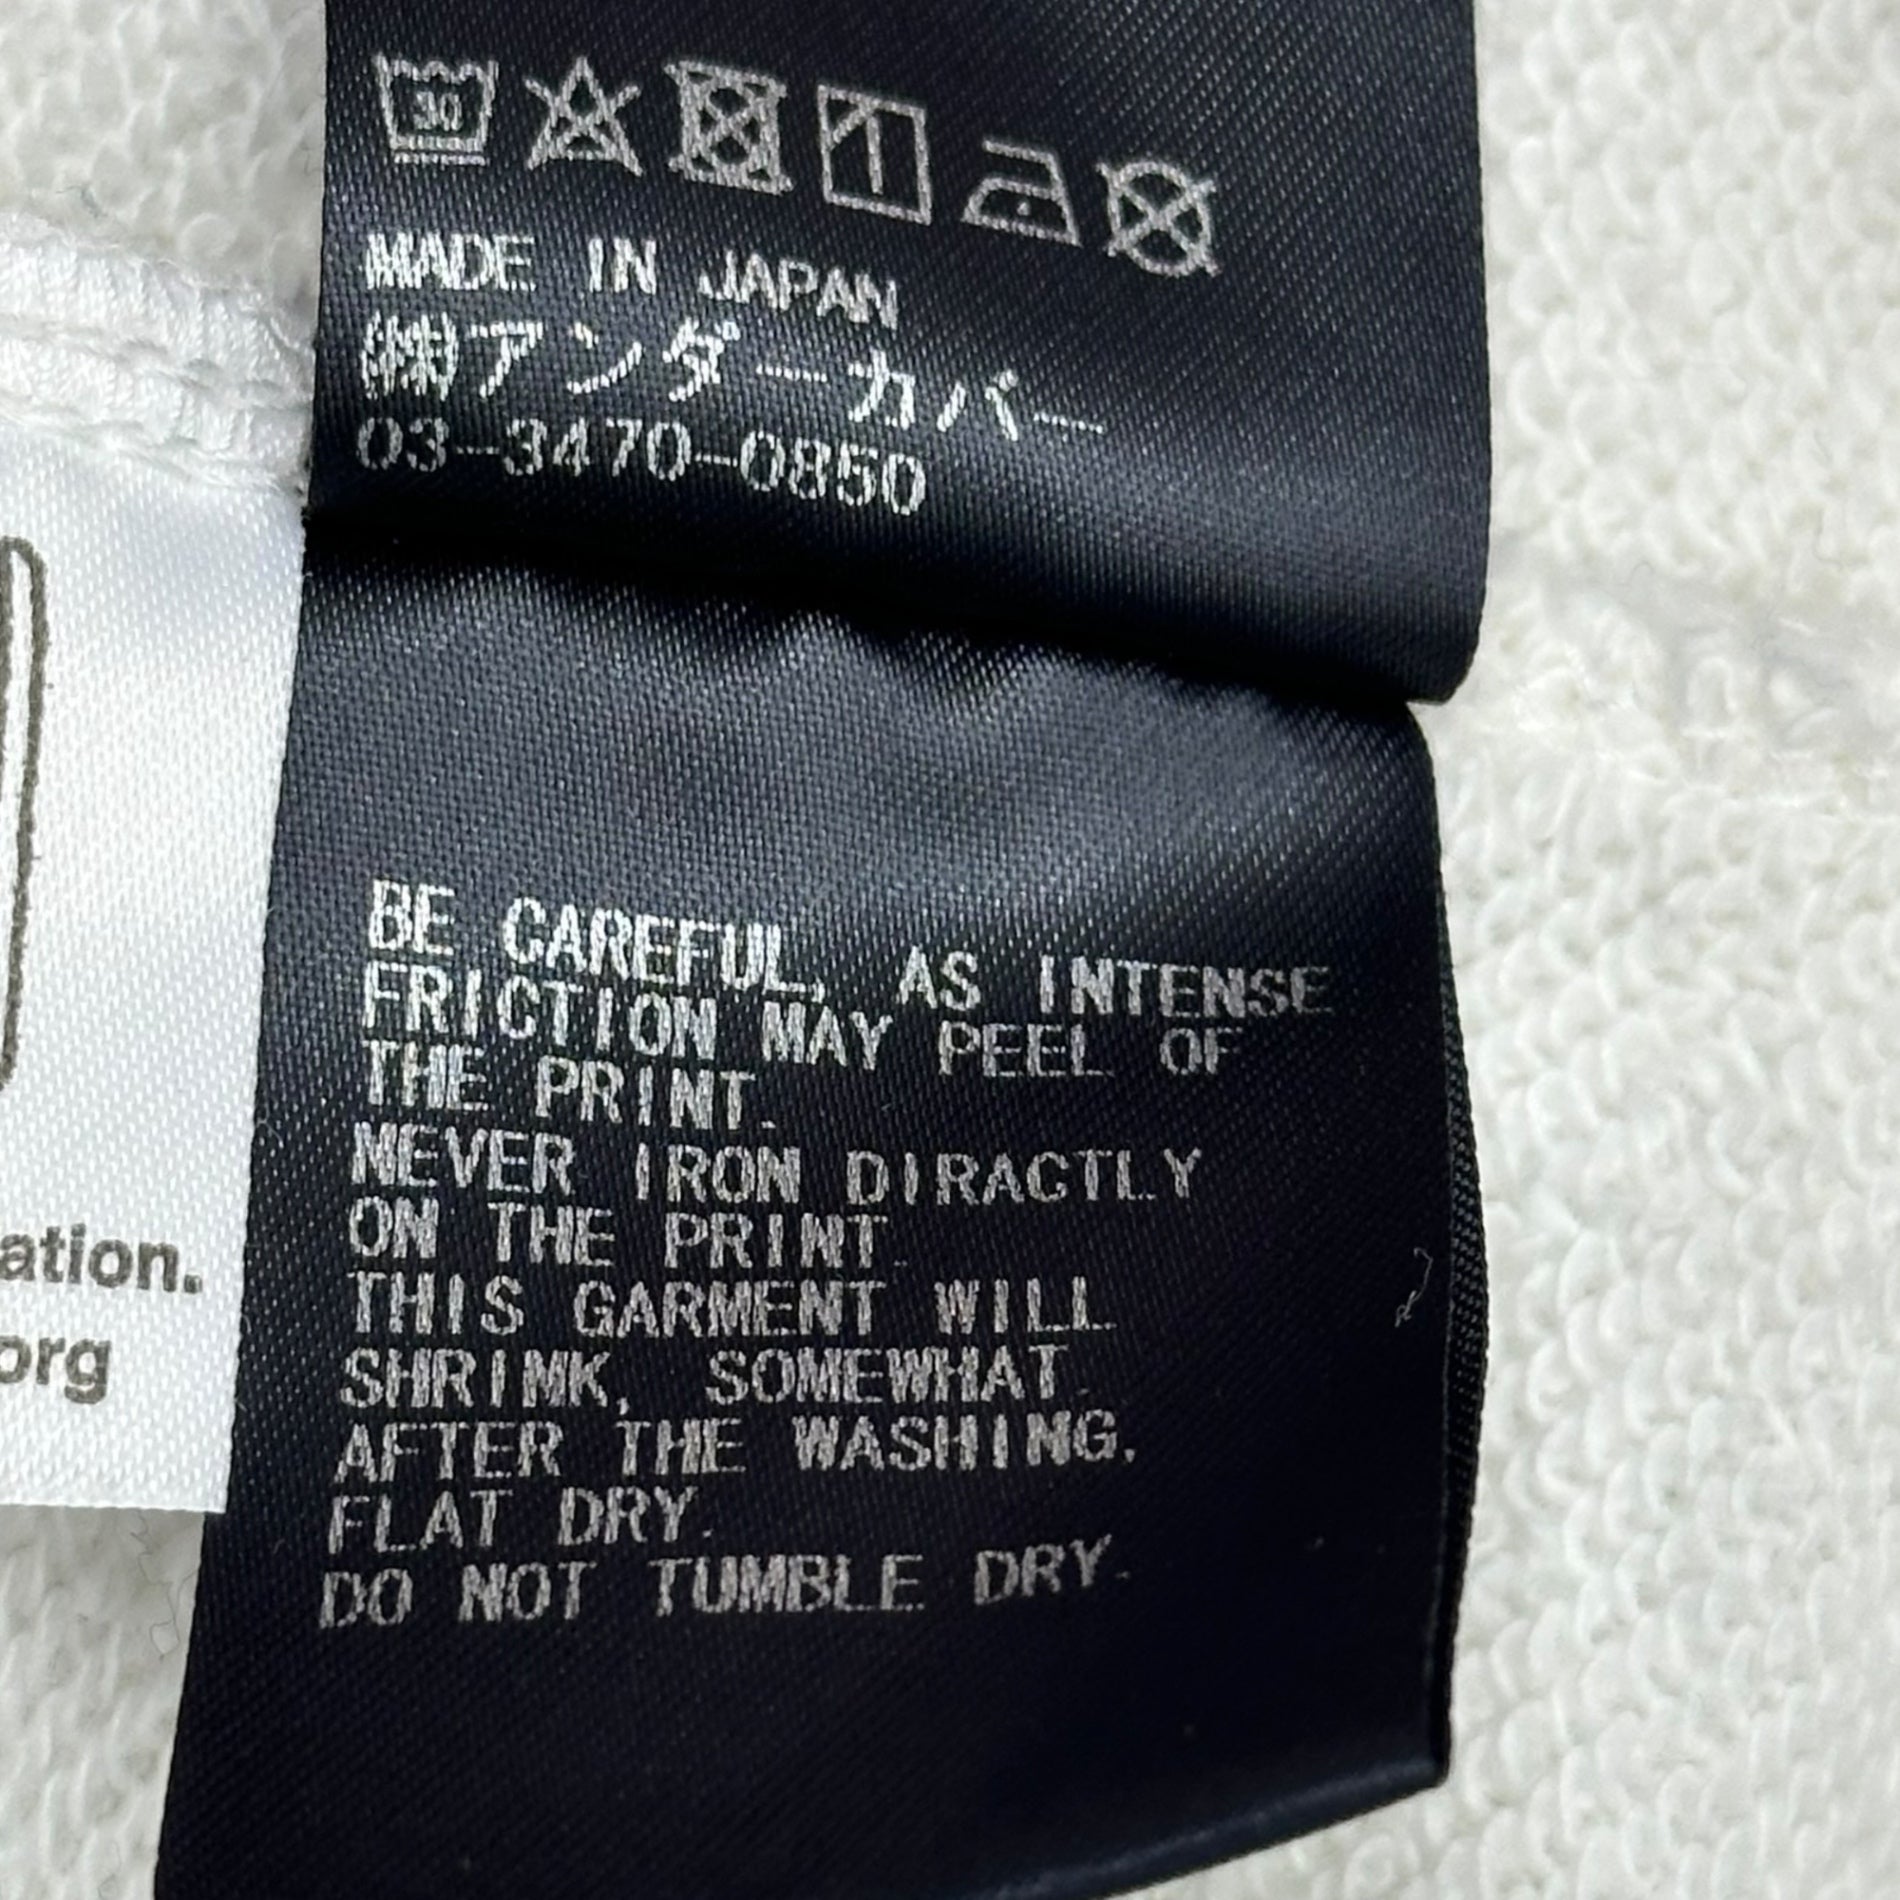 30
MADE IN JAPAN
㈱アンダーカバー
03-3470-0850
BE CAREFUL, AS INTENSE
FRICTION MAY PEEL OF
THE PRINT.
NEVER IRON DIRACTLY
ON THE PRINT.
THIS GARMENT WILL
SHRIMK, SOMEWHAT
AFTER THE WASHING.
FLAT DRY.
DO NOT TUMBLE DRY.
ation.
org